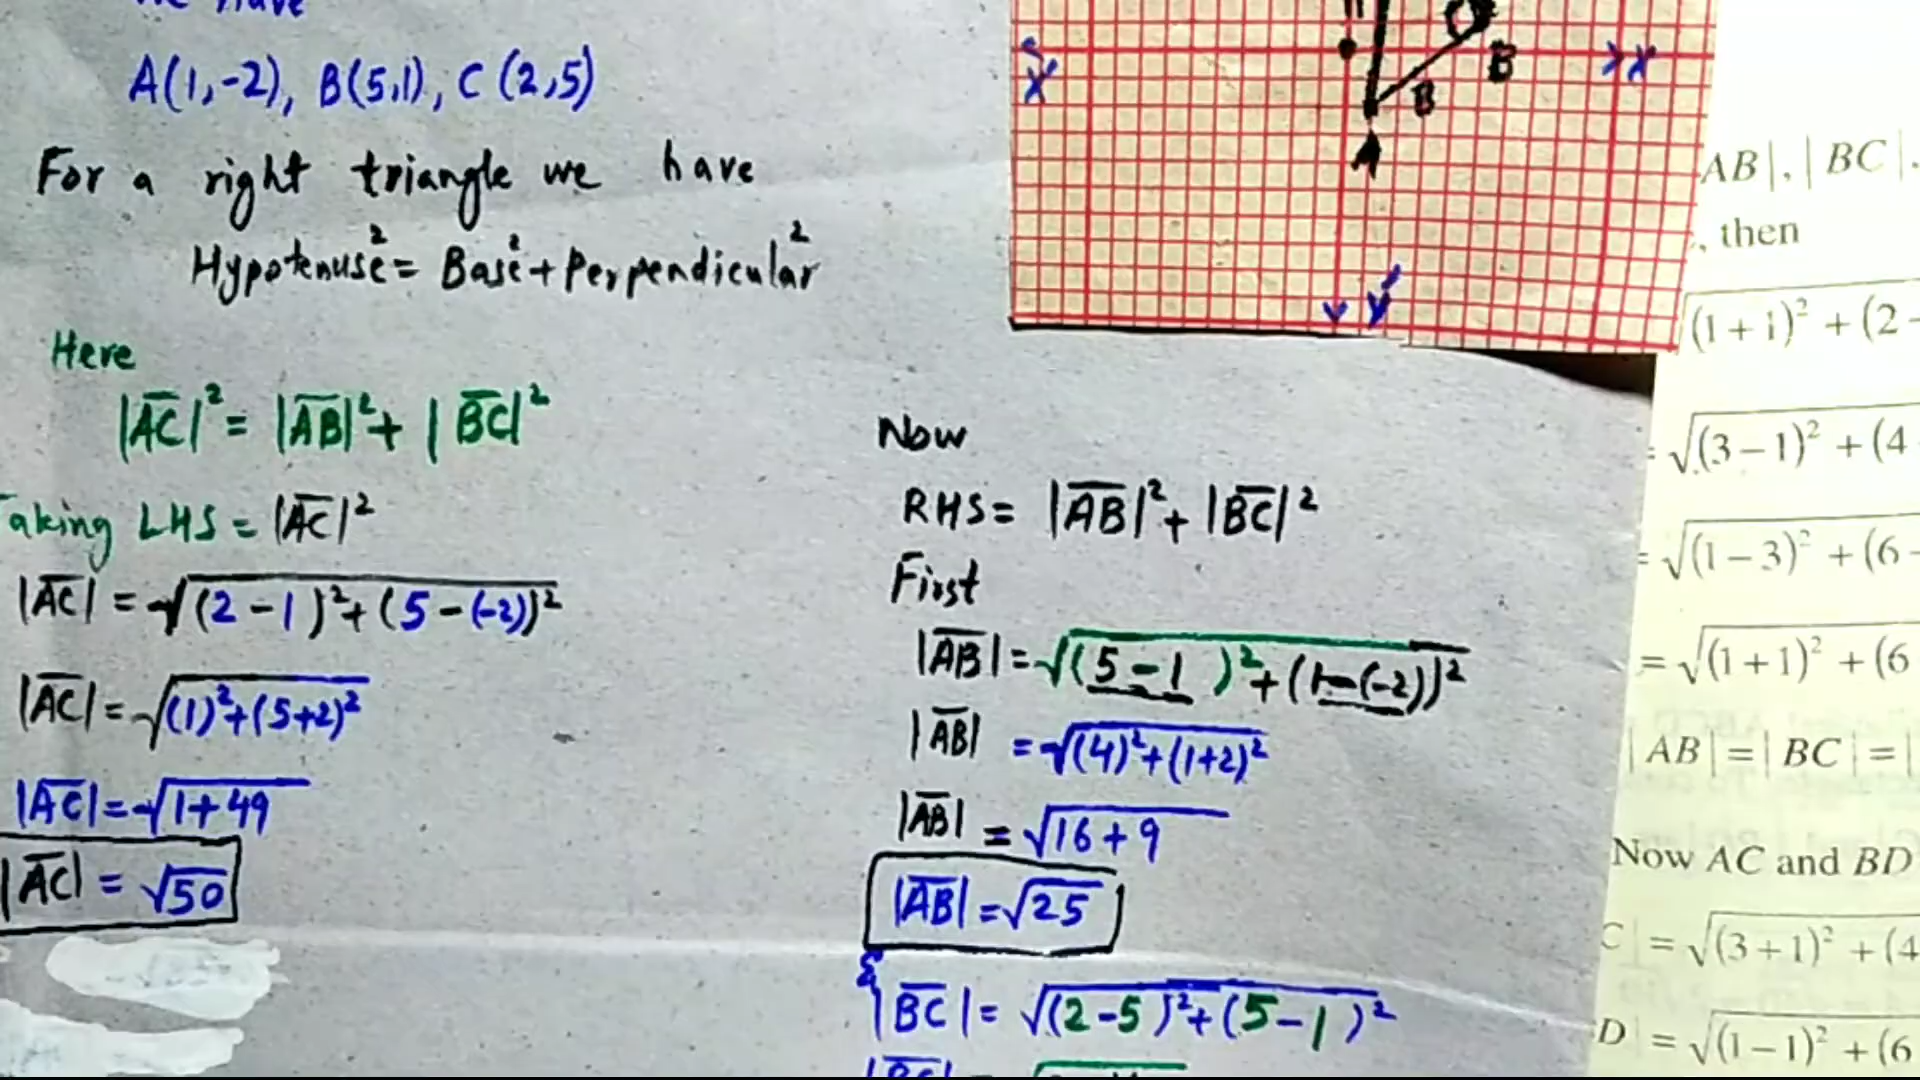 We have
A(1,-2), B(5,1), C(2,5)
For a right triangle we have
Hypotenuse² = Base² + Perpendicular²
Here
|AC|² = |AB|² + |BC|²
Taking LHS = |AC|²
|AC| = √(2-1)²+(5-(-2))²
|AC| = √(1)²+(5+2)²
|AC| = √1+49
|AC| = √50
X'
B
B
X
A
Y'
Now
RHS = |AB|² + |BC|²
First
|AB| = √(5-1)²+(1-(-2))²
|AB| = √(4)²+(1+2)²
|AB| = √16+9
|AB| = √25
|BC| = √(2-5)²+(5-1)²
|BC| =
AB|, |BC|.
, then
(1+1)² + (2-
= √(3-1)² + (4
= √(1-3)² + (6-
= √(1+1)² + (6
|AB|=|BC|=|
Now AC and BD
C| = √(3+1)² + (4
D| = √(1-1)² + (6